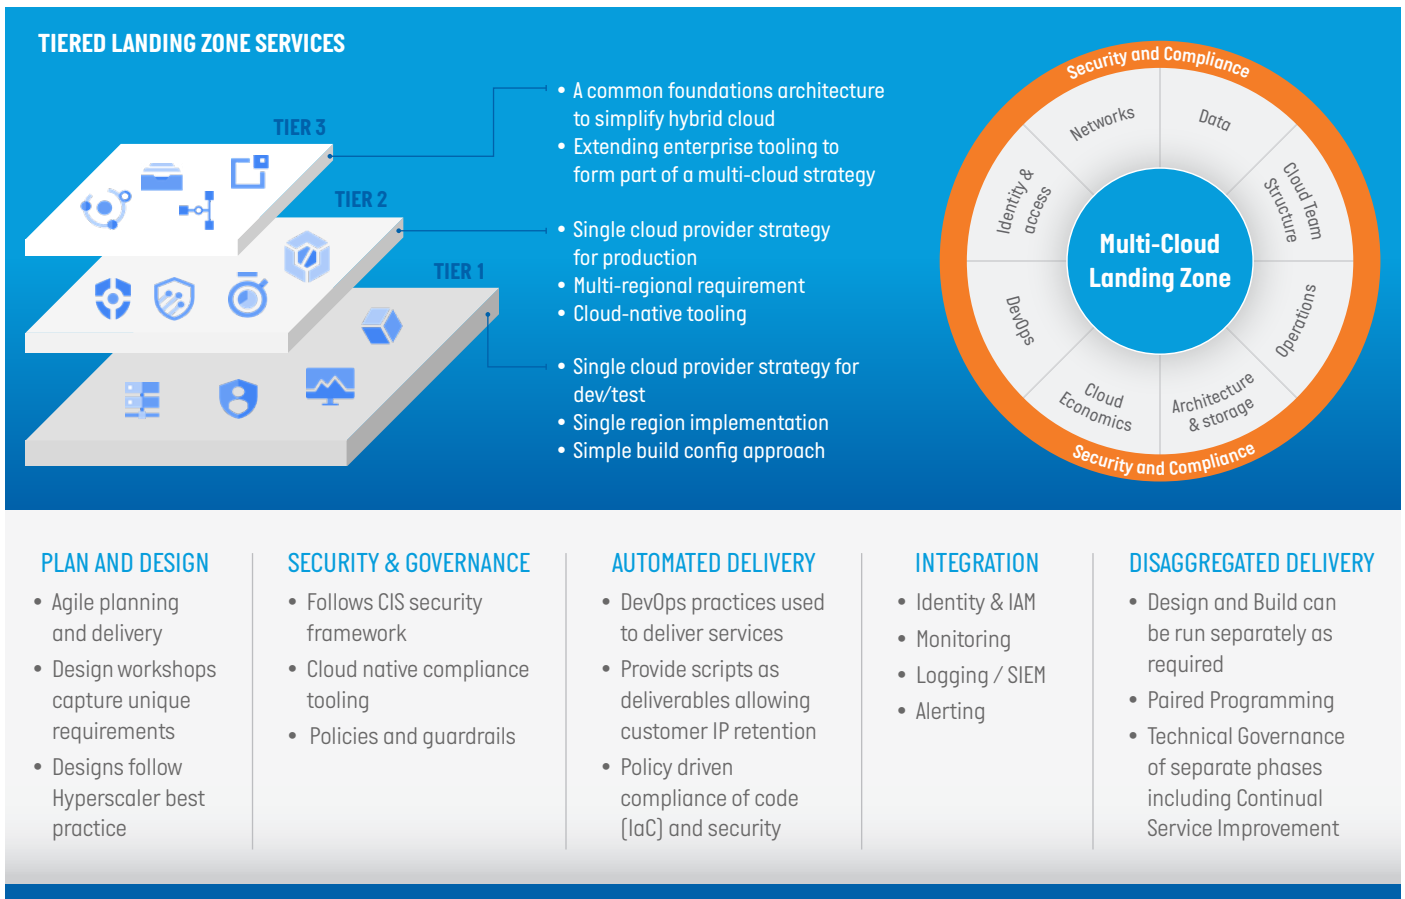 TIERED LANDING ZONE SERVICES
TIER 3
• A common foundations architecture
to simplify hybrid cloud
• Extending enterprise tooling to
form part of a multi-cloud strategy
TIER 2
• Single cloud provider strategy
for production
• Multi-regional requirement
• Cloud-native tooling
TIER 1
• Single cloud provider strategy for
dev/test
• Single region implementation
• Simple build config approach
Security and Compliance
Networks
Data
Identity &
access
Cloud Team
Structure
Multi-Cloud
Landing Zone
DevOps
Operations
Cloud
Economics
Architecture
& storage
Security and Compliance
PLAN AND DESIGN
• Agile planning
and delivery
• Design workshops
capture unique
requirements
• Designs follow
Hyperscaler best
practice
SECURITY & GOVERNANCE
• Follows CIS security
framework
• Cloud native compliance
tooling
• Policies and guardrails
AUTOMATED DELIVERY
• DevOps practices used
to deliver services
• Provide scripts as
deliverables allowing
customer IP retention
• Policy driven
compliance of code
(IaC) and security
INTEGRATION
• Identity & IAM
• Monitoring
• Logging / SIEM
• Alerting
DISAGGREGATED DELIVERY
• Design and Build can
be run separately as
required
• Paired Programming
• Technical Governance
of separate phases
including Continual
Service Improvement